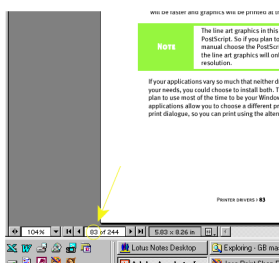 will be faster and graphics will be printed at th
NOTE
The line art graphics in this
PostScript. So if you plan to
manual choose the PostScr
the line art graphics will onl
resolution.
If your applications vary so much that neither d
your needs, you could choose to install both. T
plan to use most of the time to be your Window
applications allow you to choose a different pr
print dialogue, so you can print using the alter
PRINTER DRIVERS › 83
104% 83 of 244 5.83 x 8.26 in
Lotus Notes Desktop Exploring - GB ma